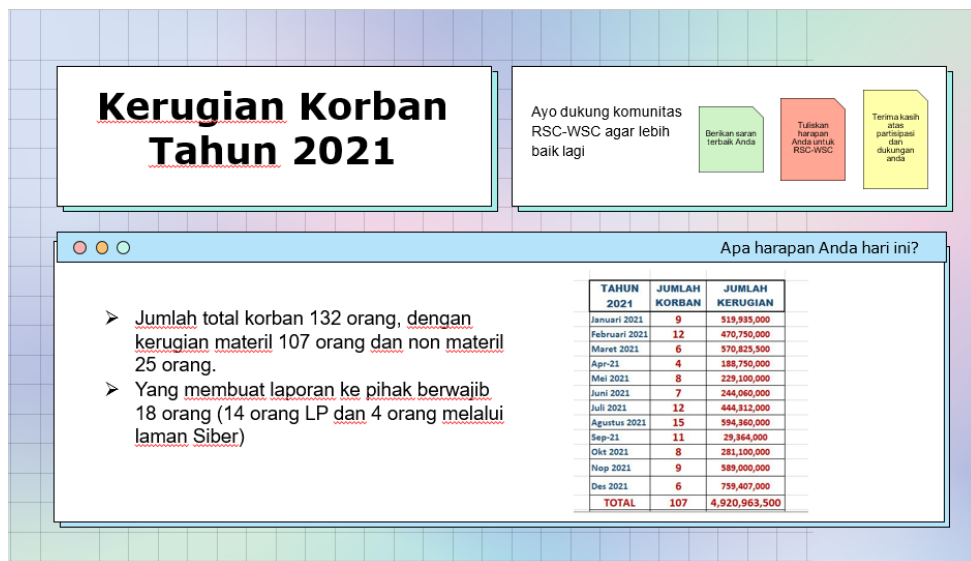 Kerugian Korban
Tahun 2021
Ayo dukung komunitas
RSC-WSC agar lebih
baik lagi
Berikan saran
terbaik Anda
Tuliskan
harapan
Anda untuk
RSC-WSC
Terima kasih
atas
partisipasi
dan
dukungan
anda
Apa harapan Anda hari ini?
➢ Jumlah total korban 132 orang, dengan
kerugian materil 107 orang dan non materil
25 orang.
➢ Yang membuat laporan ke pihak berwajib
18 orang (14 orang LP dan 4 orang melalui
laman Siber)
TAHUN 2021 JUMLAH KORBAN JUMLAH KERUGIAN
Januari 2021 9 519,935,000
Februari 2021 12 470,750,000
Maret 2021 6 570,825,500
Apr-21 4 188,750,000
Mei 2021 8 229,100,000
Juni 2021 7 244,060,000
Juli 2021 12 444,312,000
Agustus 2021 15 594,360,000
Sep-21 11 29,364,000
Okt 2021 8 281,100,000
Nop 2021 9 589,000,000
Des 2021 6 759,407,000
TOTAL 107 4,920,963,500